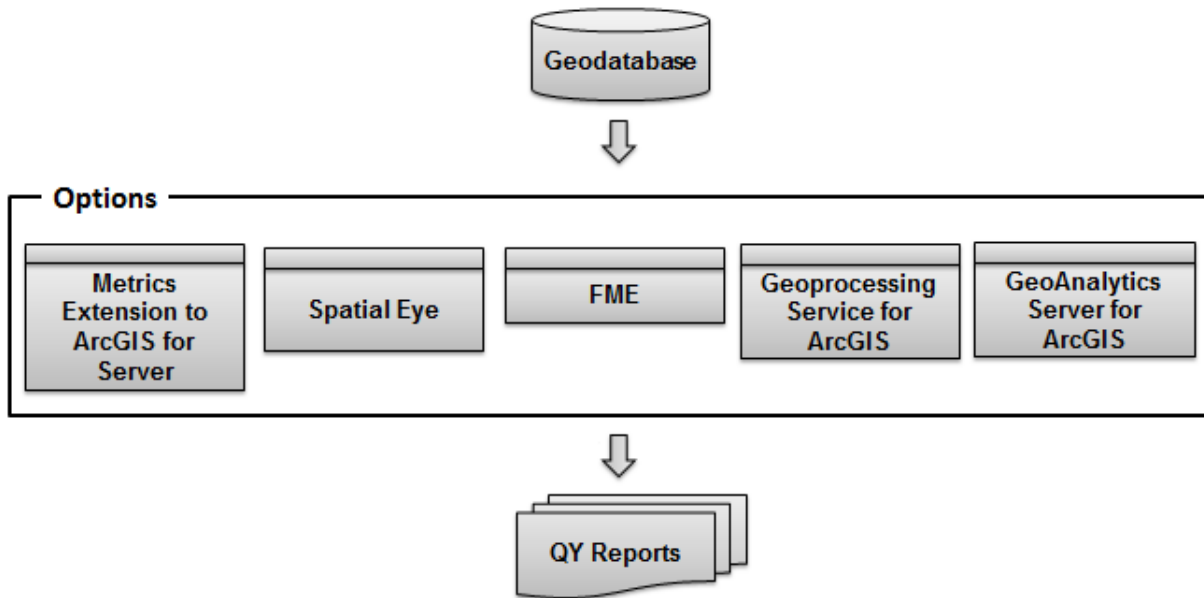 Geodatabase
Options
Metrics
Extension to
ArcGIS for
Server
Spatial Eye
FME
Geoprocessing
Service for
ArcGIS
GeoAnalytics
Server for
ArcGIS
QY Reports